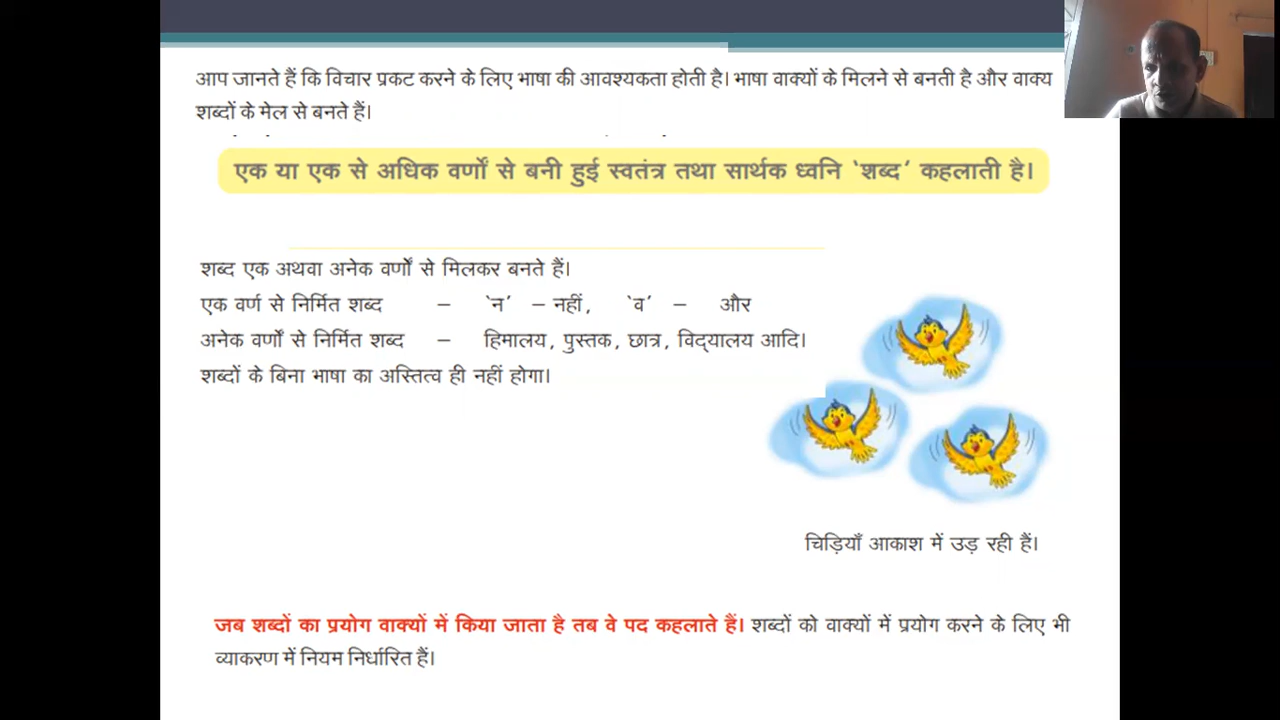 आप जानते हैं कि विचार प्रकट करने के लिए भाषा की आवश्यकता होती है। भाषा वाक्यों के मिलने से बनती है और वाक्य
शब्दों के मेल से बनते हैं।
एक या एक से अधिक वर्णों से बनी हुई स्वतंत्र तथा सार्थक ध्वनि ‘शब्द’ कहलाती है।
शब्द एक अथवा अनेक वर्णों से मिलकर बनते हैं।
एक वर्ण से निर्मित शब्द – ‘न’ – नहीं, ‘व’ – और
अनेक वर्णों से निर्मित शब्द – हिमालय, पुस्तक, छात्र, विद्‌यालय आदि।
शब्दों के बिना भाषा का अस्तित्व ही नहीं होगा।
चिड़ियाँ आकाश में उड़ रही हैं।
जब शब्दों का प्रयोग वाक्यों में किया जाता है तब वे पद कहलाते हैं। शब्दों को वाक्यों में प्रयोग करने के लिए भी
व्याकरण में नियम निर्धारित हैं।